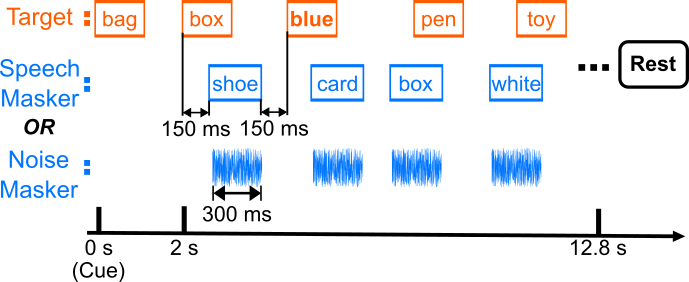 Target
bag
box
blue
pen
toy
Speech
Masker
shoe
card
box
white
Rest
OR
150 ms
150 ms
Noise
Masker
300 ms
0 s
2 s
12.8 s
(Cue)